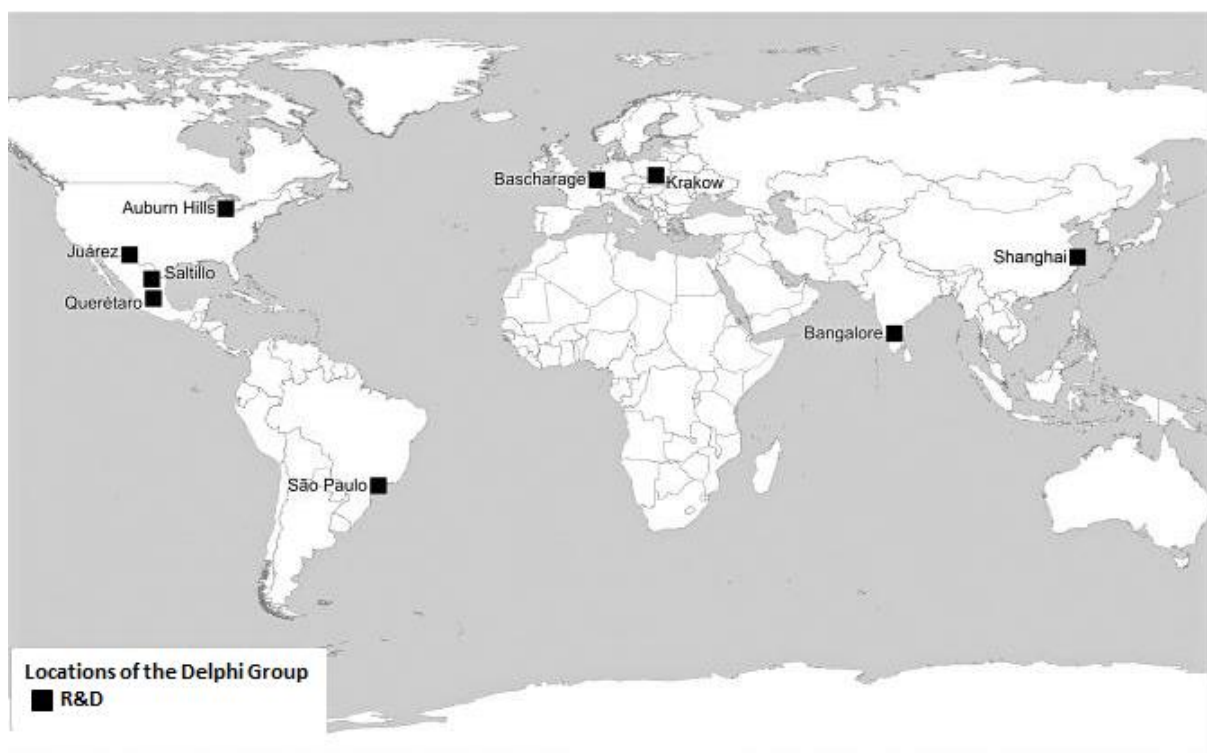 Bascharage
Krakow
Auburn Hills
Juárez
Saltillo
Querétaro
Shanghai
Bangalore
São Paulo
Locations of the Delphi Group
R&D